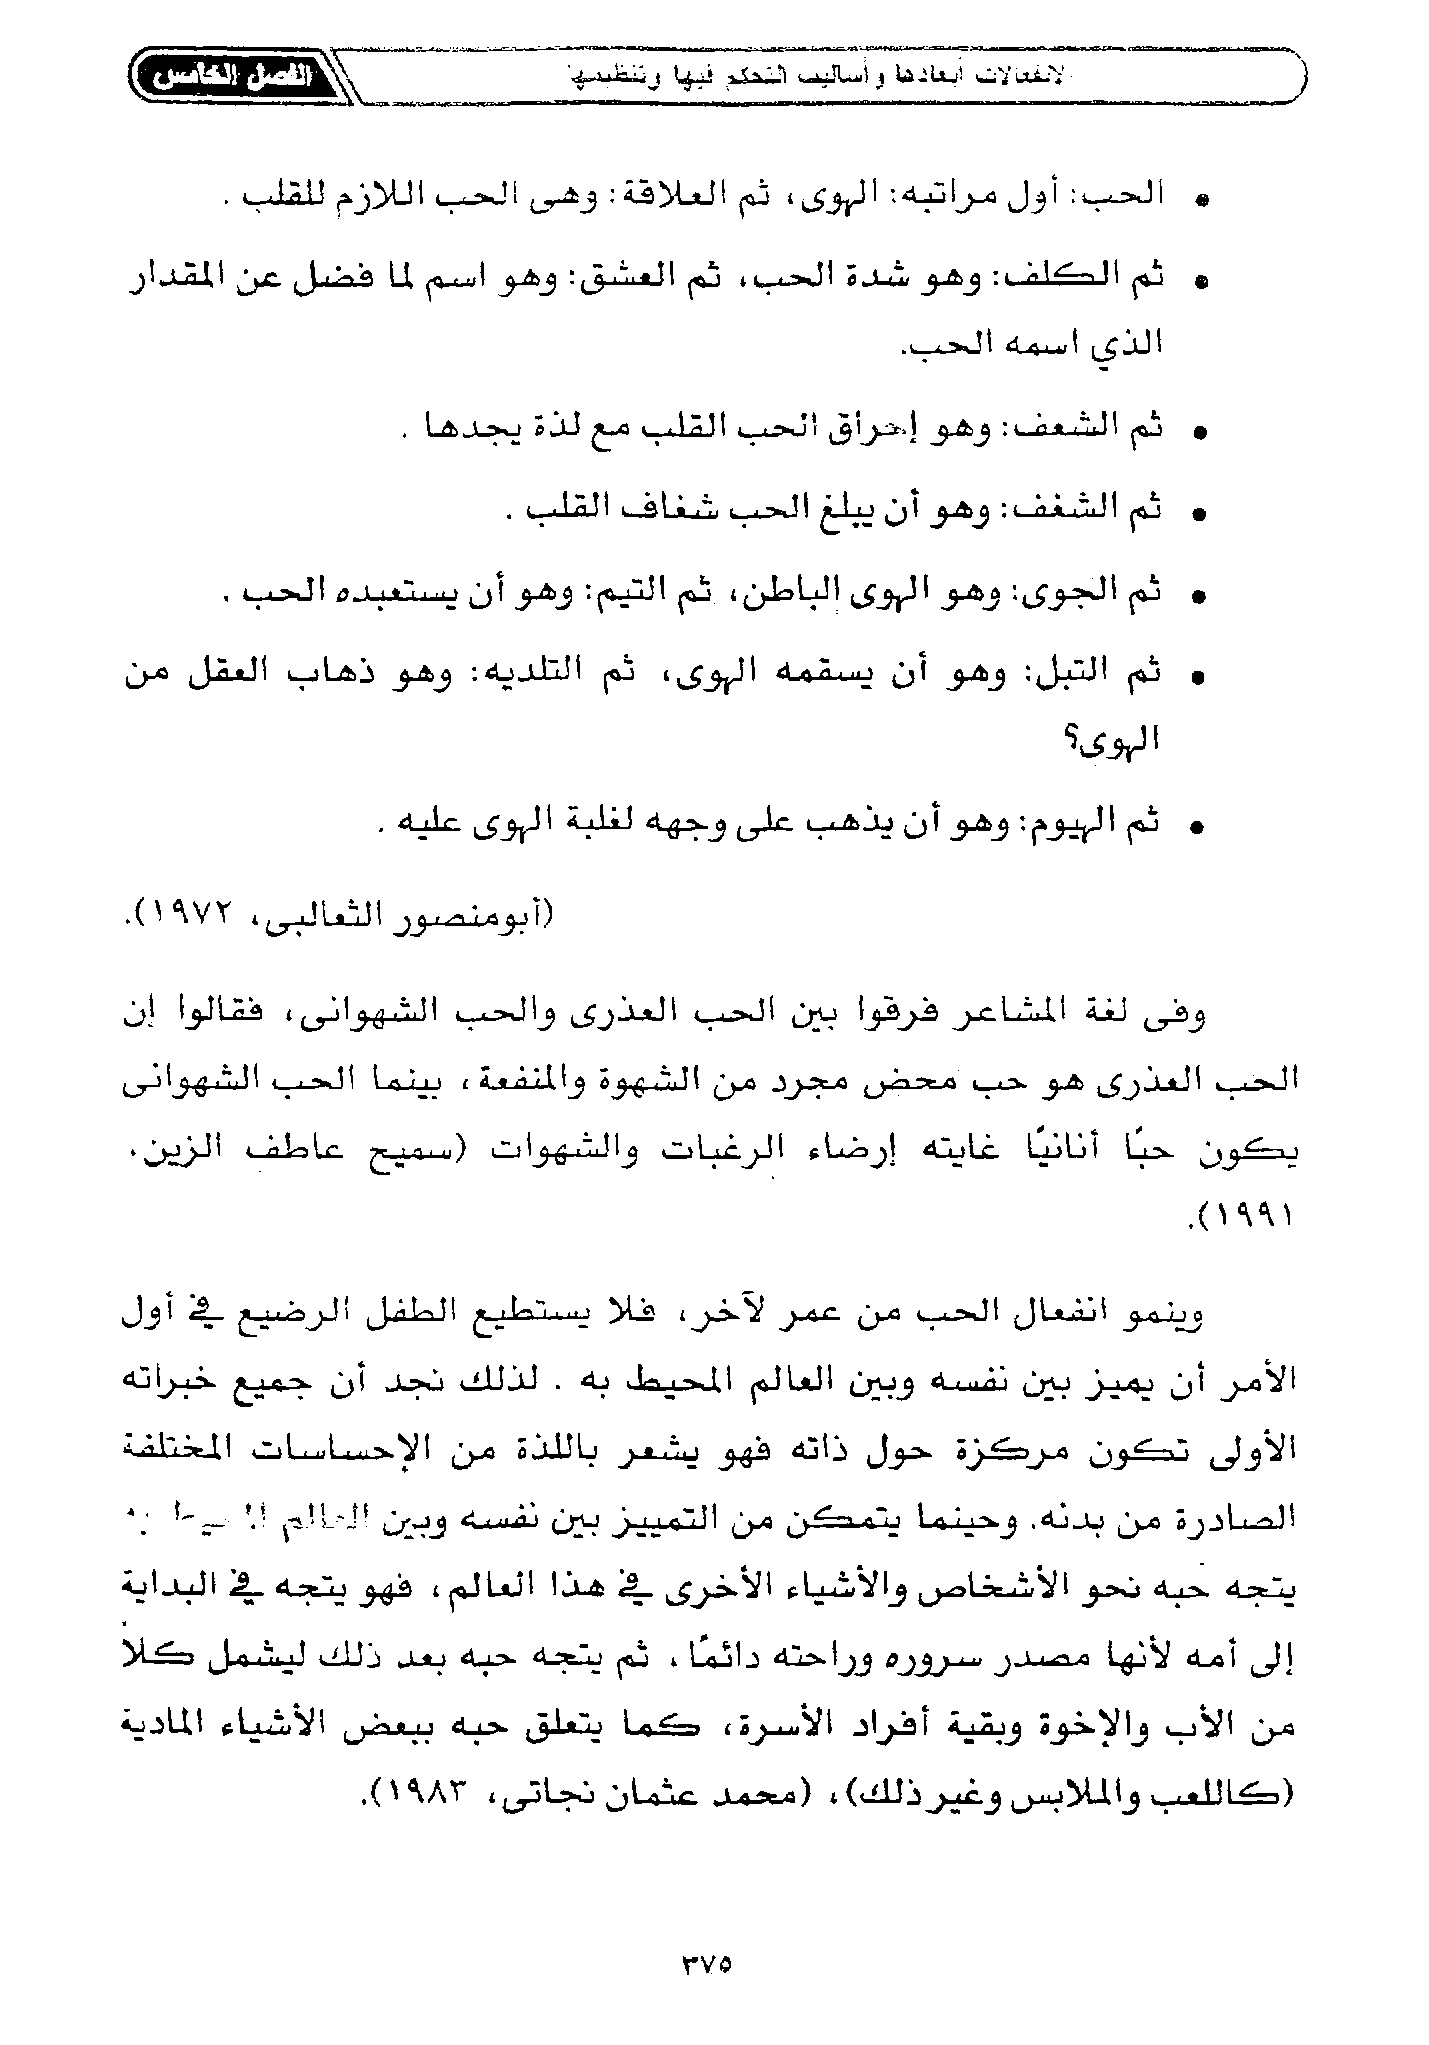 الفصل الخامس
الانفعالات أبعادها وأساليب التحكم فيها وتنظيمها
• الحب: أول مراتبه: الهوى، ثم العلاقة: وهى الحب اللازم للقلب .
• ثم الكلف: وهو شدة الحب، ثم العشق: وهو اسم لما فضل عن المقدار
الذي اسمه الحب.
• ثم الشعف: وهو إحراق الحب القلب مع لذة يجدها .
• ثم الشغف: وهو أن يبلغ الحب شغاف القلب .
• ثم الجوى: وهو الهوى الباطن، ثم التيم: وهو أن يستعبده الحب .
• ثم التبل: وهو أن يسقمه الهوى، ثم التلديه: وهو ذهاب العقل من
الهوى؟
• ثم الهيوم: وهو أن يذهب على وجهه لغلبة الهوى عليه .
(أبومنصور الثعالبى، ١٩٧٢).
وفى لغة المشاعر فرقوا بين الحب العذرى والحب الشهوانى، فقالوا إن
الحب العذرى هو حب محض مجرد من الشهوة والمنفعة، بينما الحب الشهوانى
يكون حبًا أنانيًا غايته إرضاء الرغبات والشهوات (سميح عاطف الزين،
١٩٩١).
وينمو انفعال الحب من عمر لآخر، فلا يستطيع الطفل الرضيع في أول
الأمر أن يميز بين نفسه وبين العالم المحيط به . لذلك نجد أن جميع خبراته
الأولى تكون مركزة حول ذاته فهو يشعر باللذة من الإحساسات المختلفة
الصادرة من بدنه. وحينما يتمكن من التمييز بين نفسه وبين العالم
يتجه حبه نحو الأشخاص والأشياء الأخرى في هذا العالم، فهو يتجه في البداية
إلى أمه لأنها مصدر سروره وراحته دائمًا، ثم يتجه حبه بعد ذلك ليشمل كلاً
من الأب والإخوة وبقية أفراد الأسرة، كما يتعلق حبه ببعض الأشياء المادية
(كاللعب والملابس وغير ذلك)، (محمد عثمان نجاتى، ١٩٨٣).
٣٧٥